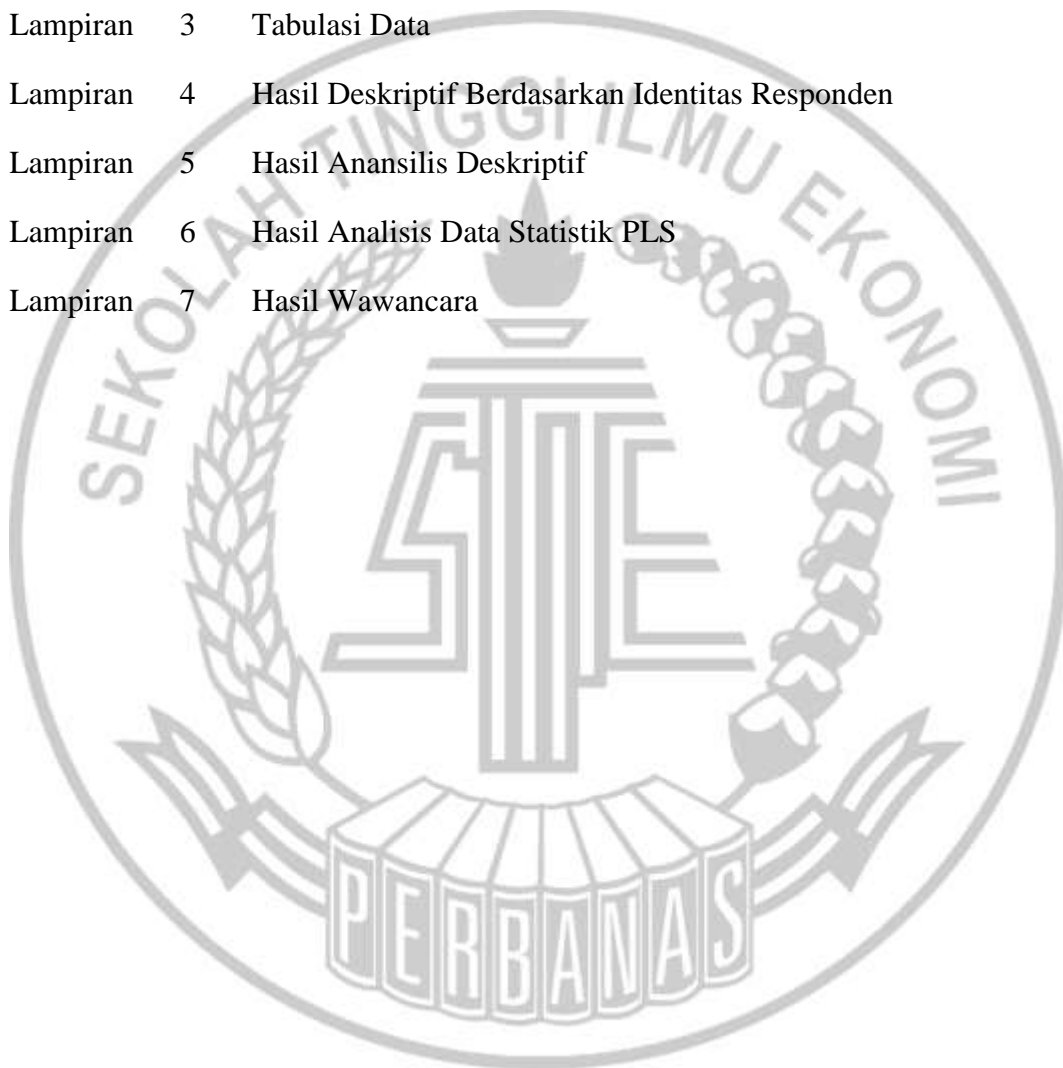 Lampiran 3 Tabulasi Data
Lampiran 4 Hasil Deskriptif Berdasarkan Identitas Responden
Lampiran 5 Hasil Anansilis Deskriptif
Lampiran 6 Hasil Analisis Data Statistik PLS
Lampiran 7 Hasil Wawancara
SEKOLAH TINGGI ILMU EKONOMI
STIE
PERBANAS